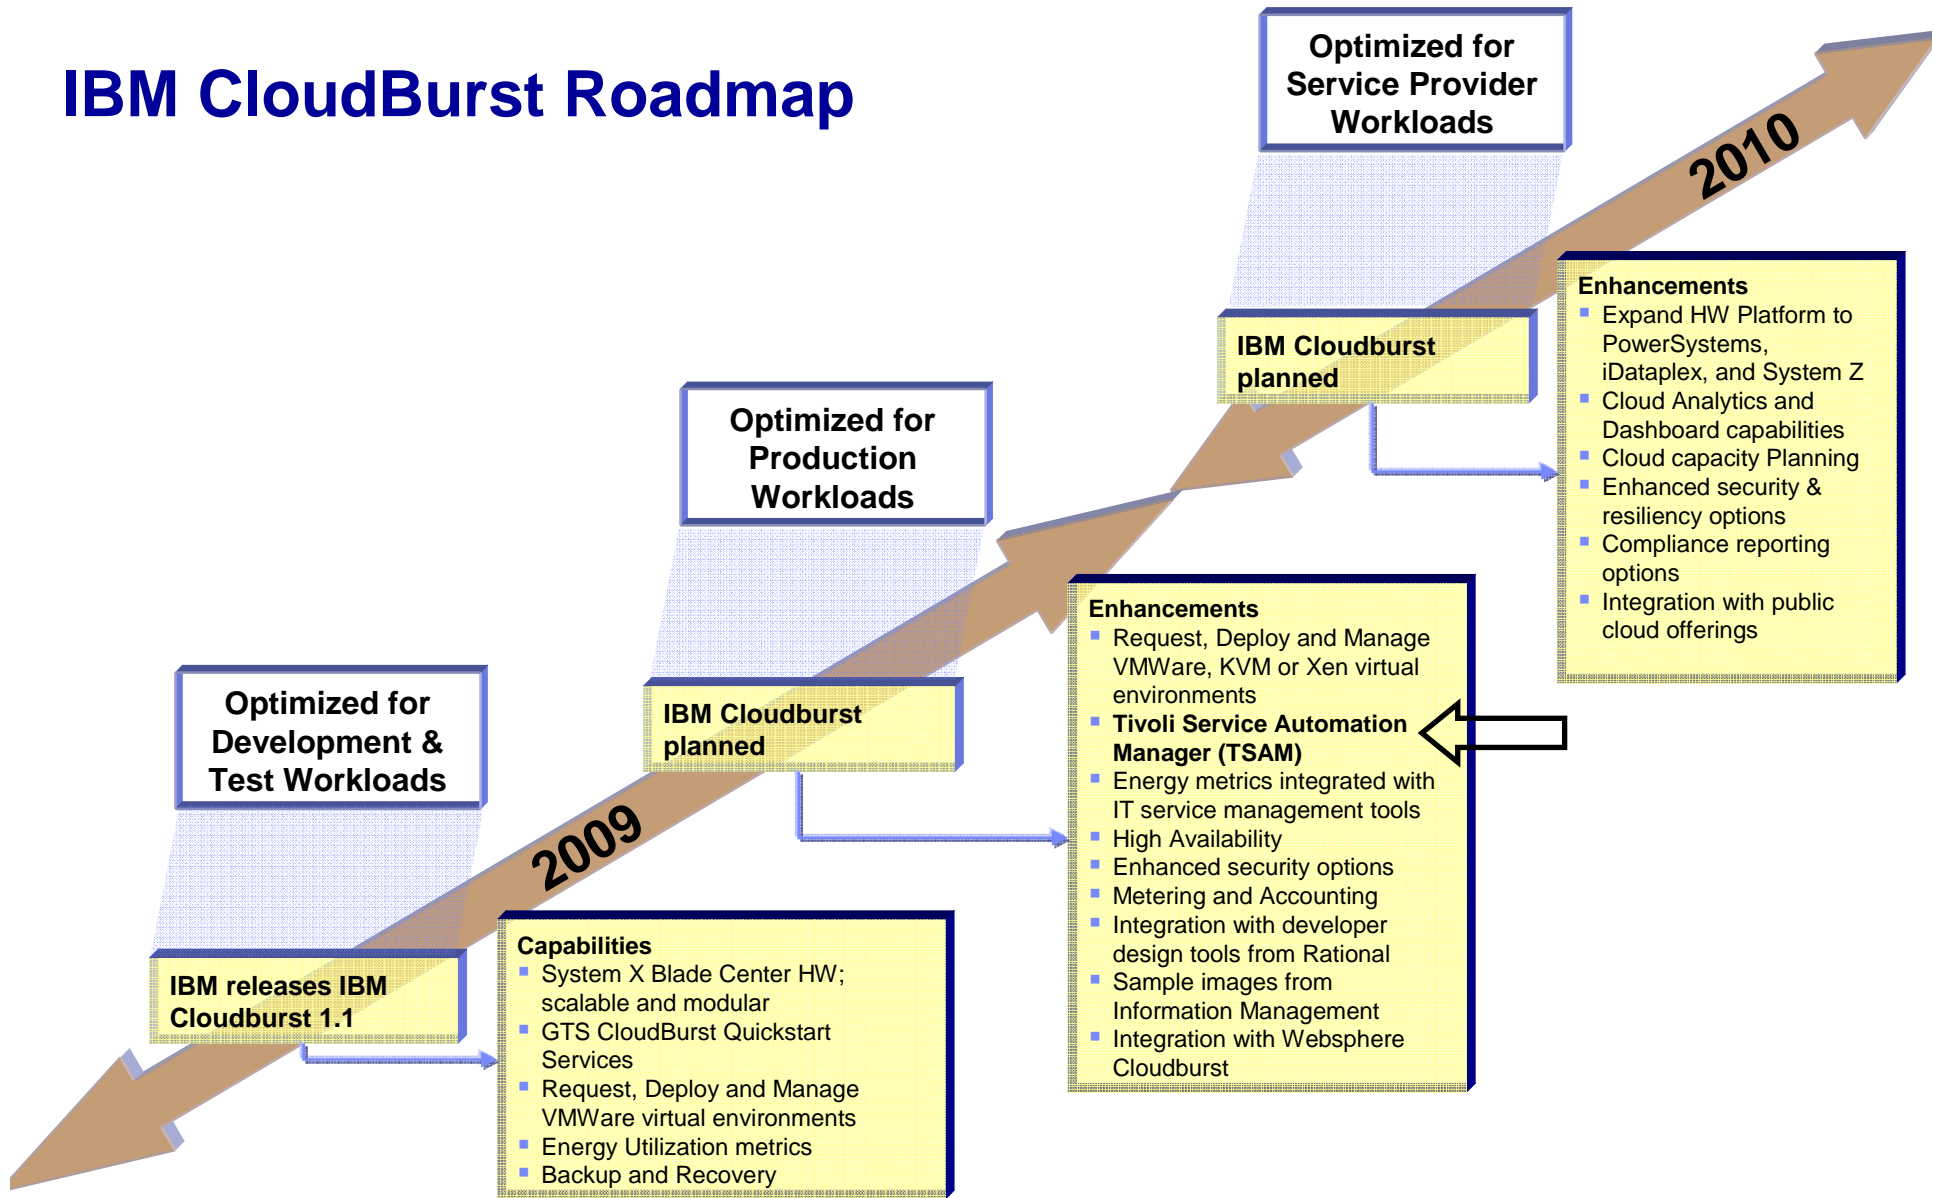 IBM CloudBurst Roadmap
Optimized for
Service Provider
Workloads
2010
IBM Cloudburst
planned
Enhancements
Expand HW Platform to
PowerSystems,
iDataplex, and System Z
Cloud Analytics and
Dashboard capabilities
Cloud capacity Planning
Enhanced security &
resiliency options
Compliance reporting
options
Integration with public
cloud offerings
Optimized for
Production
Workloads
IBM Cloudburst
planned
Enhancements
Request, Deploy and Manage
VMWare, KVM or Xen virtual
environments
Tivoli Service Automation
Manager (TSAM)
Energy metrics integrated with
IT service management tools
High Availability
Enhanced security options
Metering and Accounting
Integration with developer
design tools from Rational
Sample images from
Information Management
Integration with Websphere
Cloudburst
Optimized for
Development &
Test Workloads
2009
IBM releases IBM
Cloudburst 1.1
Capabilities
System X Blade Center HW;
scalable and modular
GTS CloudBurst Quickstart
Services
Request, Deploy and Manage
VMWare virtual environments
Energy Utilization metrics
Backup and Recovery